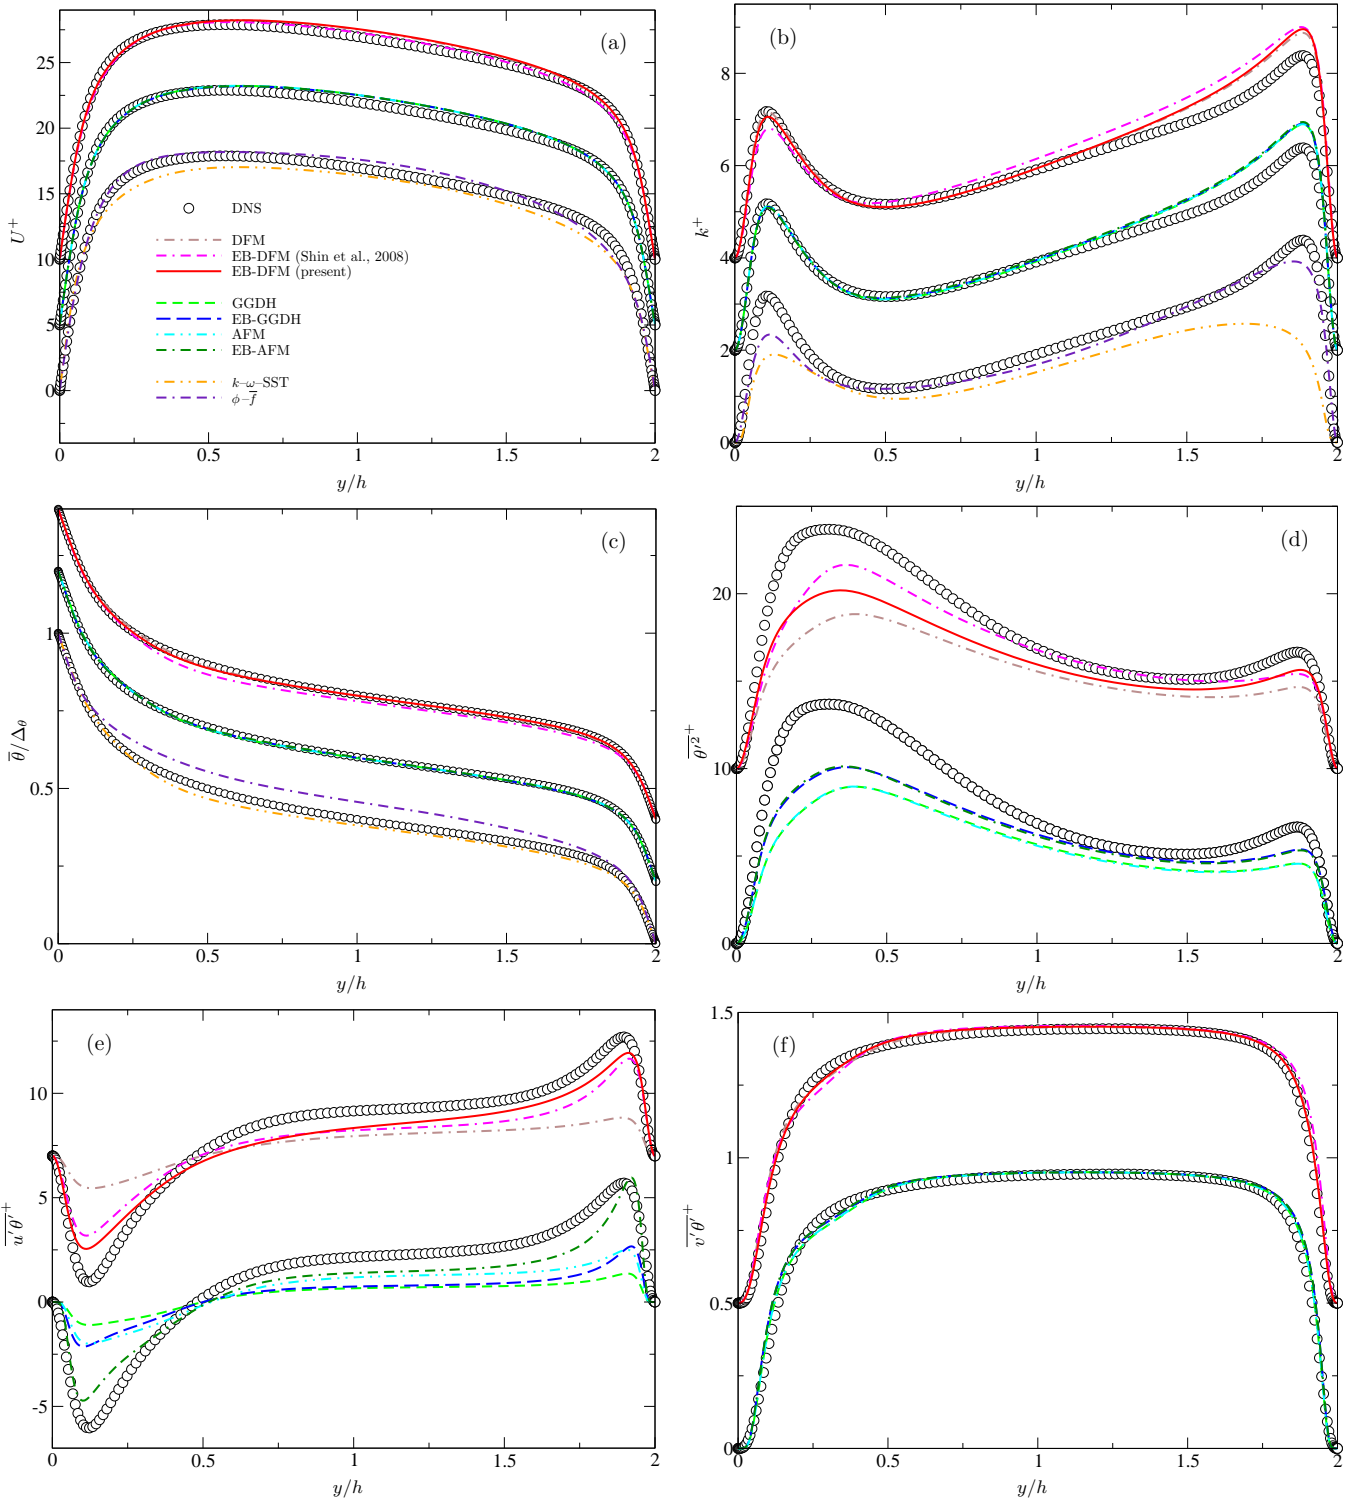 (a)
25
20
15
10
5
0
U⁺
DNS
DFM
EB-DFM (Shin et al., 2008)
EB-DFM (present)
GGDH
EB-GGDH
AFM
EB-AFM
k–ω–SST
ϕ–f̅
0 0.5 1 1.5 2
y/h
(b)
8
6
4
2
0
k⁺
0 0.5 1 1.5 2
y/h
(c)
1
0.5
0
θ̅/Δθ
0 0.5 1 1.5 2
y/h
(d)
20
10
0
θ′²⁺
0 0.5 1 1.5 2
y/h
(e)
10
5
0
-5
u′θ′⁺
0 0.5 1 1.5 2
y/h
(f)
1.5
1
0.5
0
v′θ′⁺
0 0.5 1 1.5 2
y/h